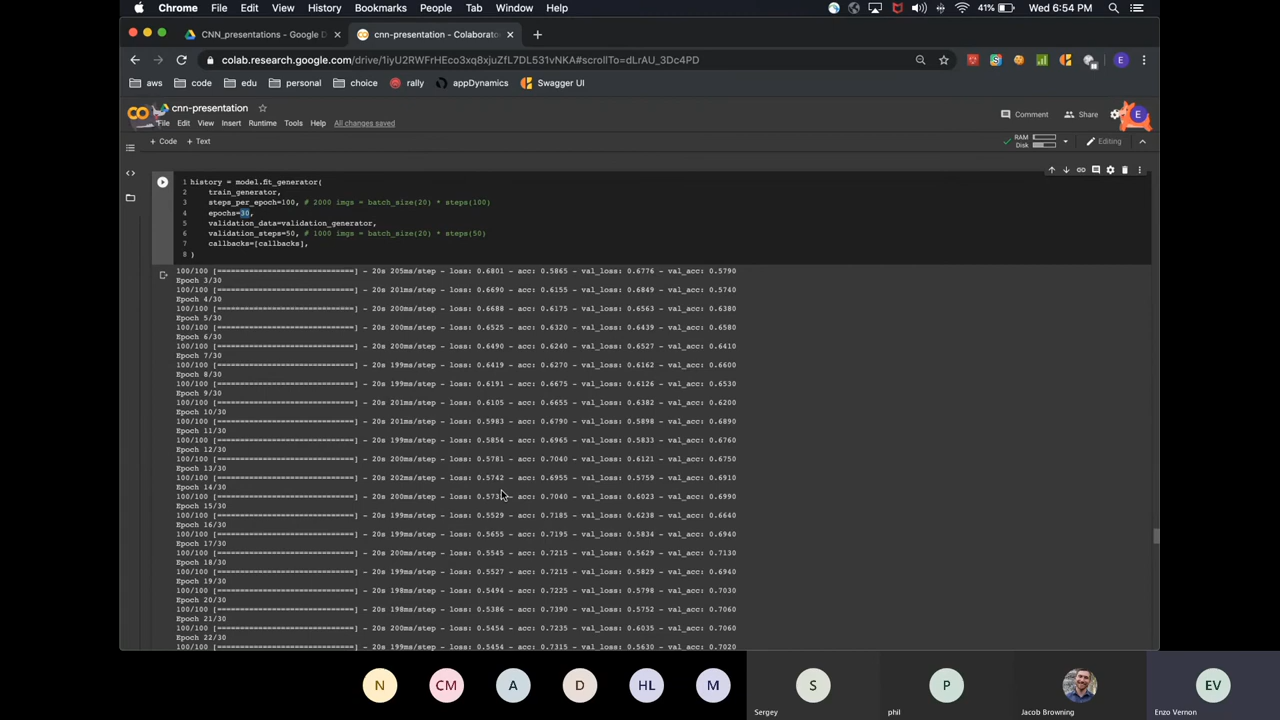 Chrome File Edit View History Bookmarks People Tab Window Help 41% Wed 6:54 PM
CNN_presentations - Google D cnn-presentation - Colaborato
colab.research.google.com/drive/1iyU2RWFrHCeo3xq8xjuZfL7DL531vNKA#scrollTo=dLrAU_3Dc4PD E
aws code edu personal choice rally appDynamics Swagger UI
cnn-presentation Comment Share E
File Edit View Insert Runtime Tools Help All changes saved
+ Code + Text RAM Disk Editing
1 history = model.fit_generator(
2 train_generator,
3 steps_per_epoch=100, # 2000 imgs = batch_size(20) * steps(100)
4 epochs=30,
5 validation_data=validation_generator,
6 validation_steps=50, # 1000 imgs = batch_size(20) * steps(50)
7 callbacks=[callbacks],
8 )
100/100 [==============================] - 20s 205ms/step - loss: 0.6801 - acc: 0.5865 - val_loss: 0.6776 - val_acc: 0.5790
Epoch 3/30
100/100 [==============================] - 20s 201ms/step - loss: 0.6690 - acc: 0.6155 - val_loss: 0.6849 - val_acc: 0.5740
Epoch 4/30
100/100 [==============================] - 20s 200ms/step - loss: 0.6688 - acc: 0.6175 - val_loss: 0.6563 - val_acc: 0.6380
Epoch 5/30
100/100 [==============================] - 20s 201ms/step - loss: 0.6525 - acc: 0.6320 - val_loss: 0.6439 - val_acc: 0.6580
Epoch 6/30
100/100 [==============================] - 20s 200ms/step - loss: 0.6490 - acc: 0.6240 - val_loss: 0.6527 - val_acc: 0.6410
Epoch 7/30
100/100 [==============================] - 20s 199ms/step - loss: 0.6419 - acc: 0.6270 - val_loss: 0.6162 - val_acc: 0.6600
Epoch 8/30
100/100 [==============================] - 20s 199ms/step - loss: 0.6191 - acc: 0.6675 - val_loss: 0.6126 - val_acc: 0.6530
Epoch 9/30
100/100 [==============================] - 20s 201ms/step - loss: 0.6105 - acc: 0.6655 - val_loss: 0.6382 - val_acc: 0.6200
Epoch 10/30
100/100 [==============================] - 20s 201ms/step - loss: 0.5983 - acc: 0.6790 - val_loss: 0.5898 - val_acc: 0.6890
Epoch 11/30
100/100 [==============================] - 20s 199ms/step - loss: 0.5854 - acc: 0.6965 - val_loss: 0.5833 - val_acc: 0.6760
Epoch 12/30
100/100 [==============================] - 20s 200ms/step - loss: 0.5781 - acc: 0.7040 - val_loss: 0.6121 - val_acc: 0.6750
Epoch 13/30
100/100 [==============================] - 20s 202ms/step - loss: 0.5742 - acc: 0.6955 - val_loss: 0.5759 - val_acc: 0.6910
Epoch 14/30
100/100 [==============================] - 20s 200ms/step - loss: - acc: 0.7040 - val_loss: 0.6023 - val_acc: 0.6990
Epoch 15/30
100/100 [==============================] - 20s 199ms/step - loss: 0.5529 - acc: 0.7185 - val_loss: 0.6238 - val_acc: 0.6640
Epoch 16/30
100/100 [==============================] - 20s 199ms/step - loss: 0.5655 - acc: 0.7195 - val_loss: 0.5834 - val_acc: 0.6940
Epoch 17/30
100/100 [==============================] - 20s 200ms/step - loss: 0.5545 - acc: 0.7215 - val_loss: 0.5629 - val_acc: 0.7130
Epoch 18/30
100/100 [==============================] - 20s 199ms/step - loss: 0.5527 - acc: 0.7215 - val_loss: 0.5829 - val_acc: 0.6940
Epoch 19/30
100/100 [==============================] - 20s 198ms/step - loss: 0.5494 - acc: 0.7225 - val_loss: 0.5798 - val_acc: 0.7030
Epoch 20/30
100/100 [==============================] - 20s 198ms/step - loss: 0.5386 - acc: 0.7390 - val_loss: 0.5752 - val_acc: 0.7060
Epoch 21/30
100/100 [==============================] - 20s 200ms/step - loss: 0.5454 - acc: 0.7235 - val_loss: 0.6035 - val_acc: 0.7060
Epoch 22/30
100/100 [==============================] - 20s 199ms/step - loss: 0.5454 - acc: 0.7315 - val_loss: 0.5630 - val_acc: 0.7020
N CM A D HL M S P EV
Sergey phil Jacob Browning Enzo Vernon